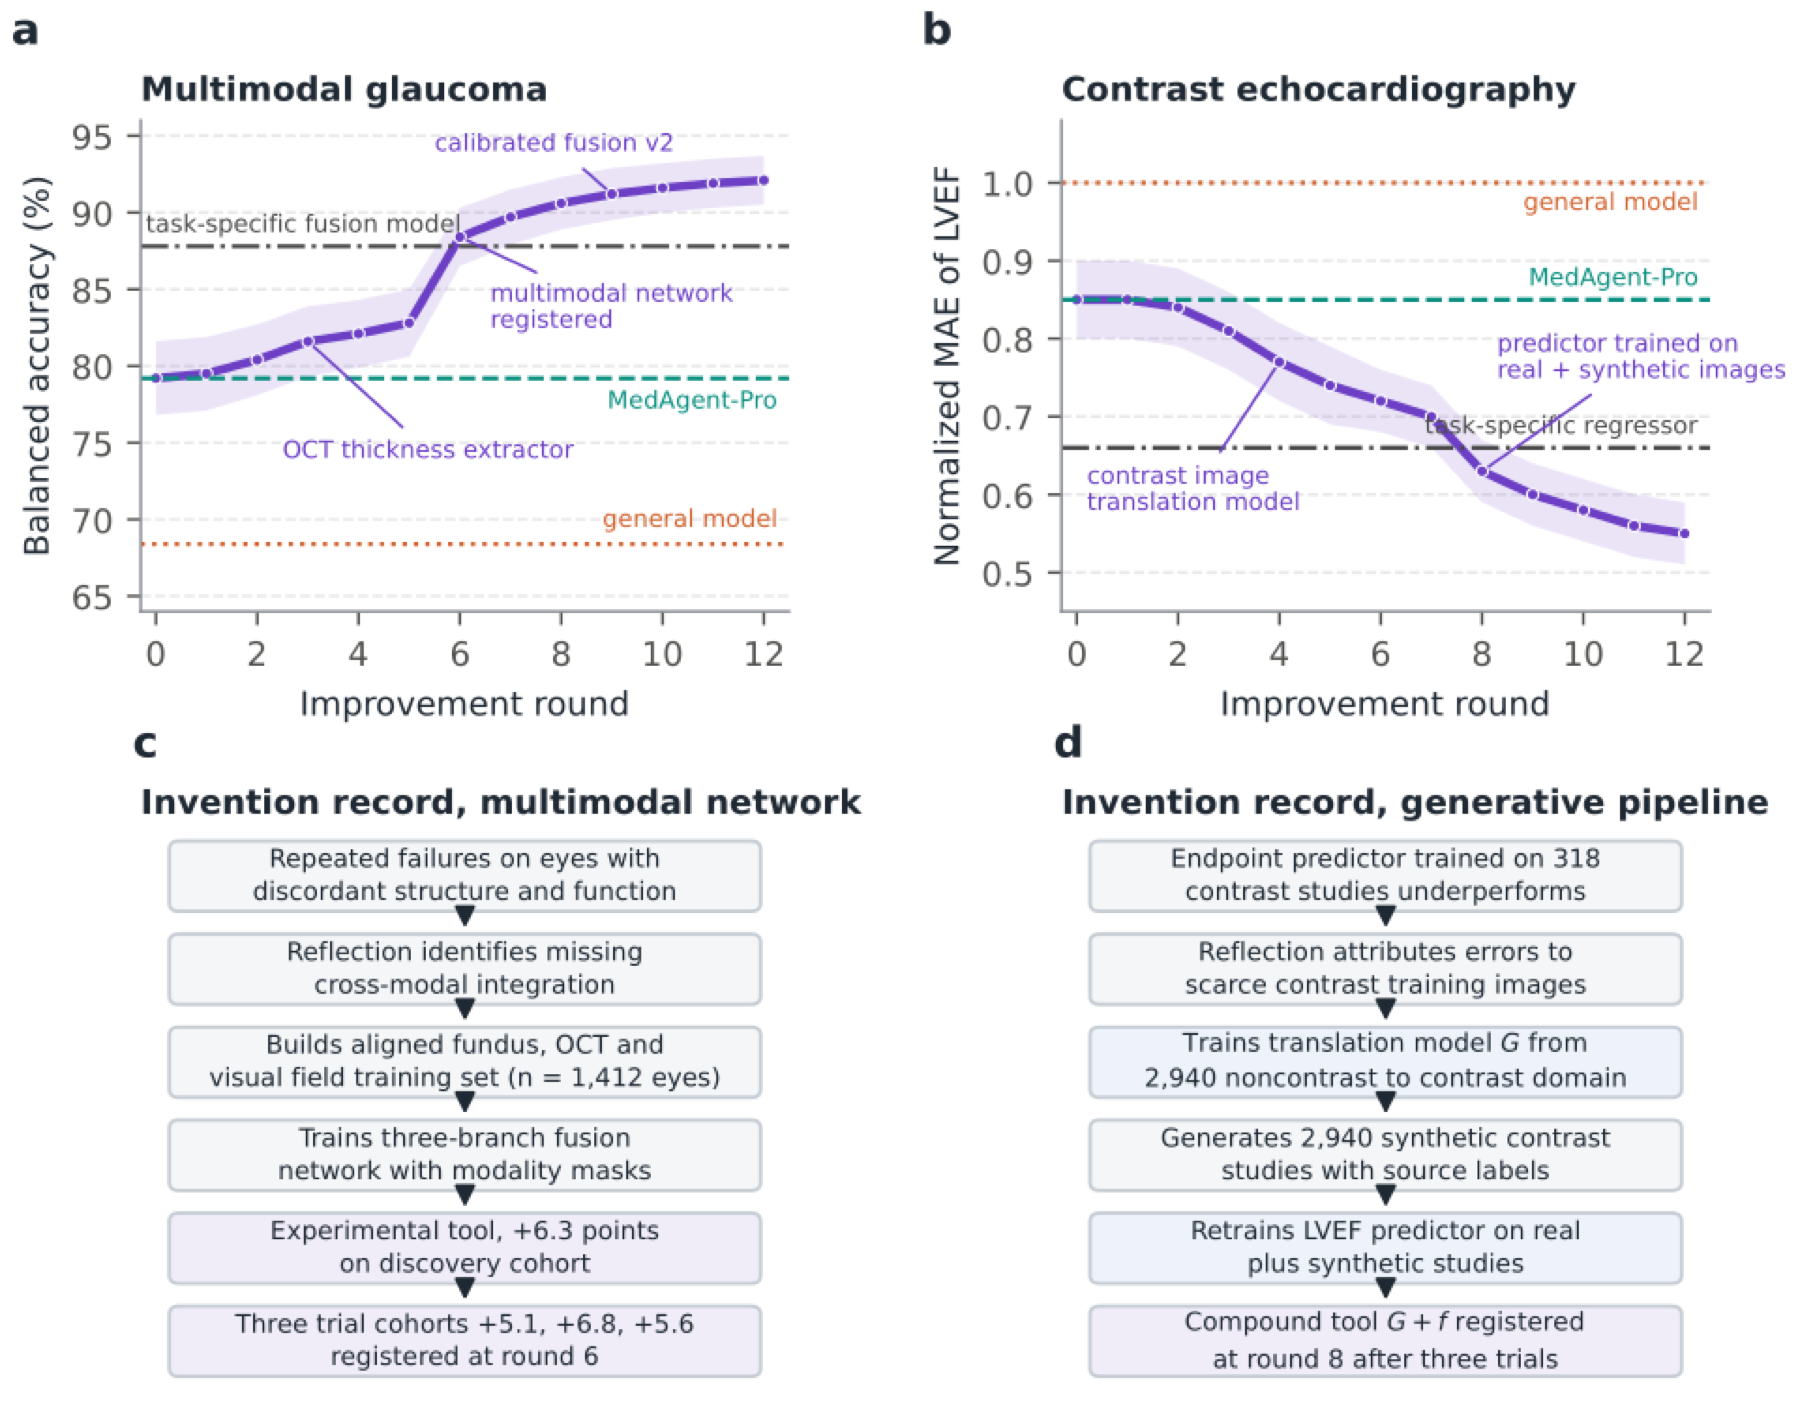 a
Multimodal glaucoma
Balanced accuracy (%)
95
90
85
80
75
70
65
calibrated fusion v2
task-specific fusion model
multimodal network
registered
MedAgent-Pro
OCT thickness extractor
general model
0 2 4 6 8 10 12
Improvement round
b
Contrast echocardiography
Normalized MAE of LVEF
1.0
0.9
0.8
0.7
0.6
0.5
general model
MedAgent-Pro
predictor trained on
real + synthetic images
task-specific regressor
contrast image
translation model
0 2 4 6 8 10 12
Improvement round
c
Invention record, multimodal network
Repeated failures on eyes with
discordant structure and function
Reflection identifies missing
cross-modal integration
Builds aligned fundus, OCT and
visual field training set (n = 1,412 eyes)
Trains three-branch fusion
network with modality masks
Experimental tool, +6.3 points
on discovery cohort
Three trial cohorts +5.1, +6.8, +5.6
registered at round 6
d
Invention record, generative pipeline
Endpoint predictor trained on 318
contrast studies underperforms
Reflection attributes errors to
scarce contrast training images
Trains translation model G from
2,940 noncontrast to contrast domain
Generates 2,940 synthetic contrast
studies with source labels
Retrains LVEF predictor on real
plus synthetic studies
Compound tool G + f registered
at round 8 after three trials